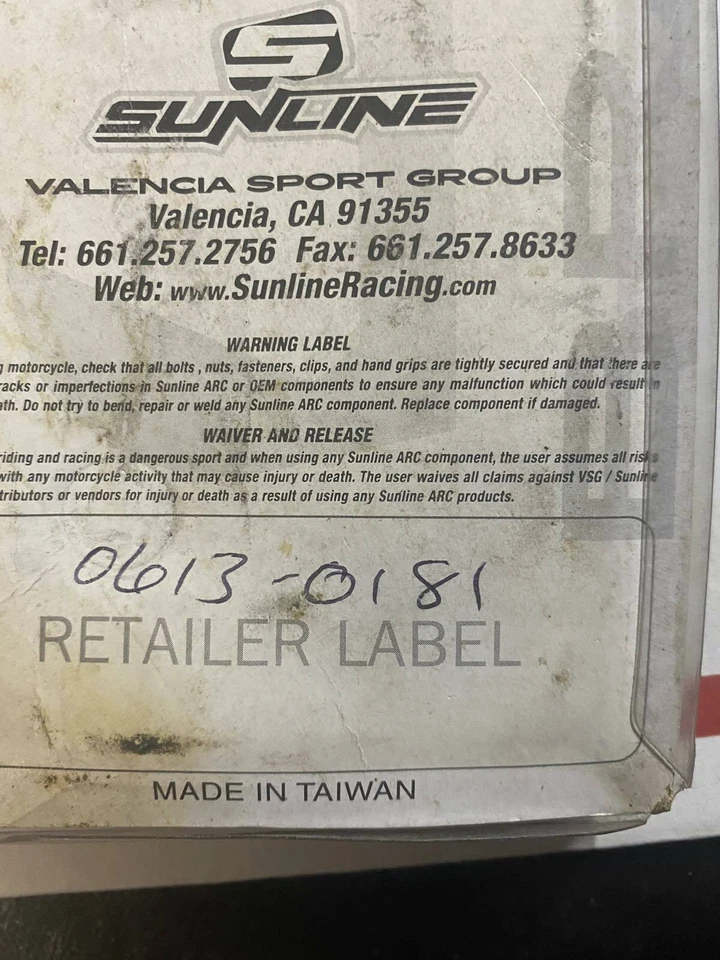 S
SUNLINE
VALENCIA SPORT GROUP
Valencia, CA 91355
Tel: 661.257.2756 Fax: 661.257.8633
Web: www.SunlineRacing.com
WARNING LABEL
motorcycle, check that all bolts , nuts, fasteners, clips, and hand grips are tightly secured and that there are
racks or imperfections in Sunline ARC or OEM components to ensure any malfunction which could result in
ath. Do not try to bend, repair or weld any Sunline ARC component. Replace component if damaged.
WAIVER AND RELEASE
riding and racing is a dangerous sport and when using any Sunline ARC component, the user assumes all risks
with any motorcycle activity that may cause injury or death. The user waives all claims against VSG / Sunline
tributors or vendors for injury or death as a result of using any Sunline ARC products.
0613-0181
RETAILER LABEL
MADE IN TAIWAN